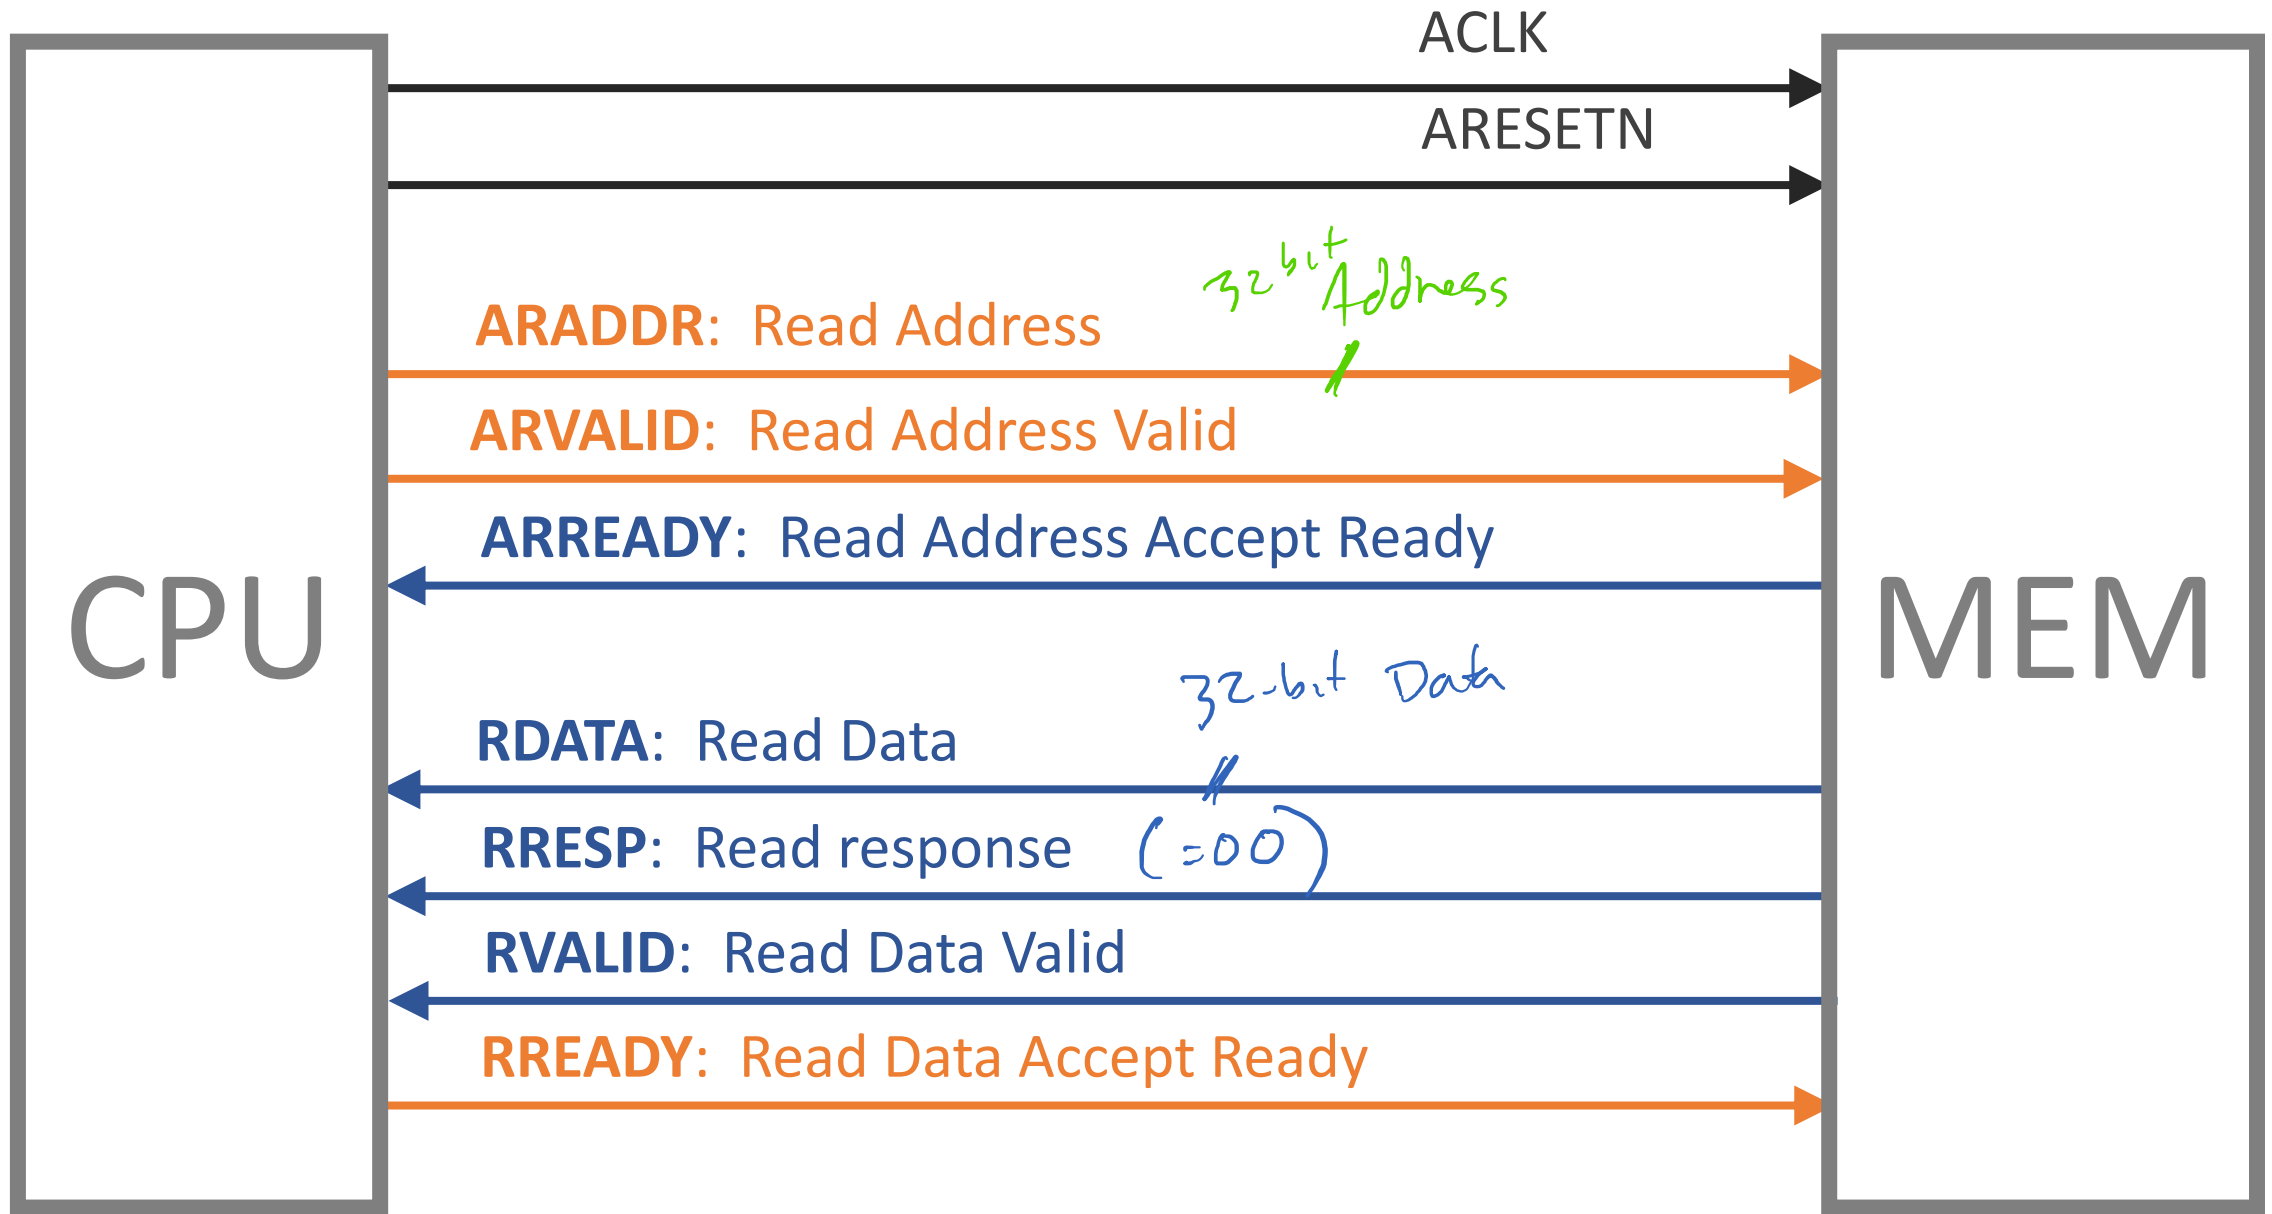 ACLK
ARESETN
32 bit Address
ARADDR: Read Address
ARVALID: Read Address Valid
ARREADY: Read Address Accept Ready
CPU
MEM
32-bit Data
RDATA: Read Data
RRESP: Read response (=00)
RVALID: Read Data Valid
RREADY: Read Data Accept Ready